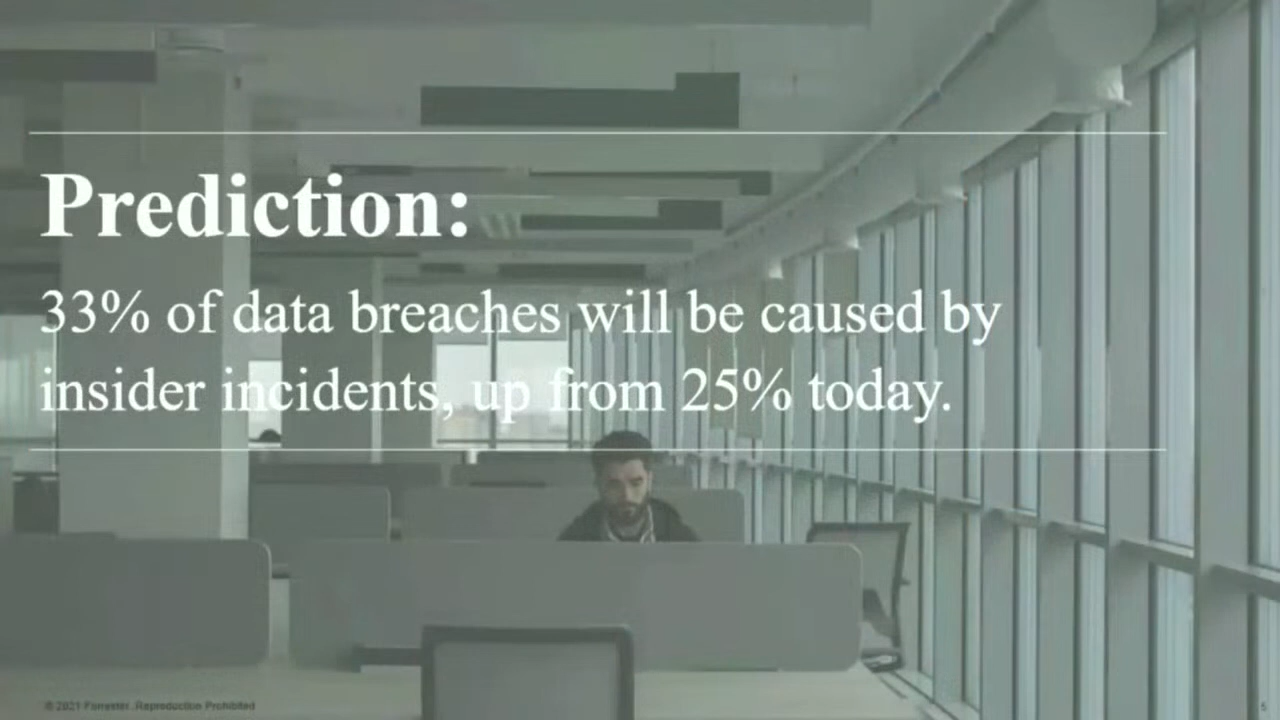 Prediction:
33% of data breaches will be caused by
insider incidents, up from 25% today.
© 2021 Forrester. Reproduction Prohibited